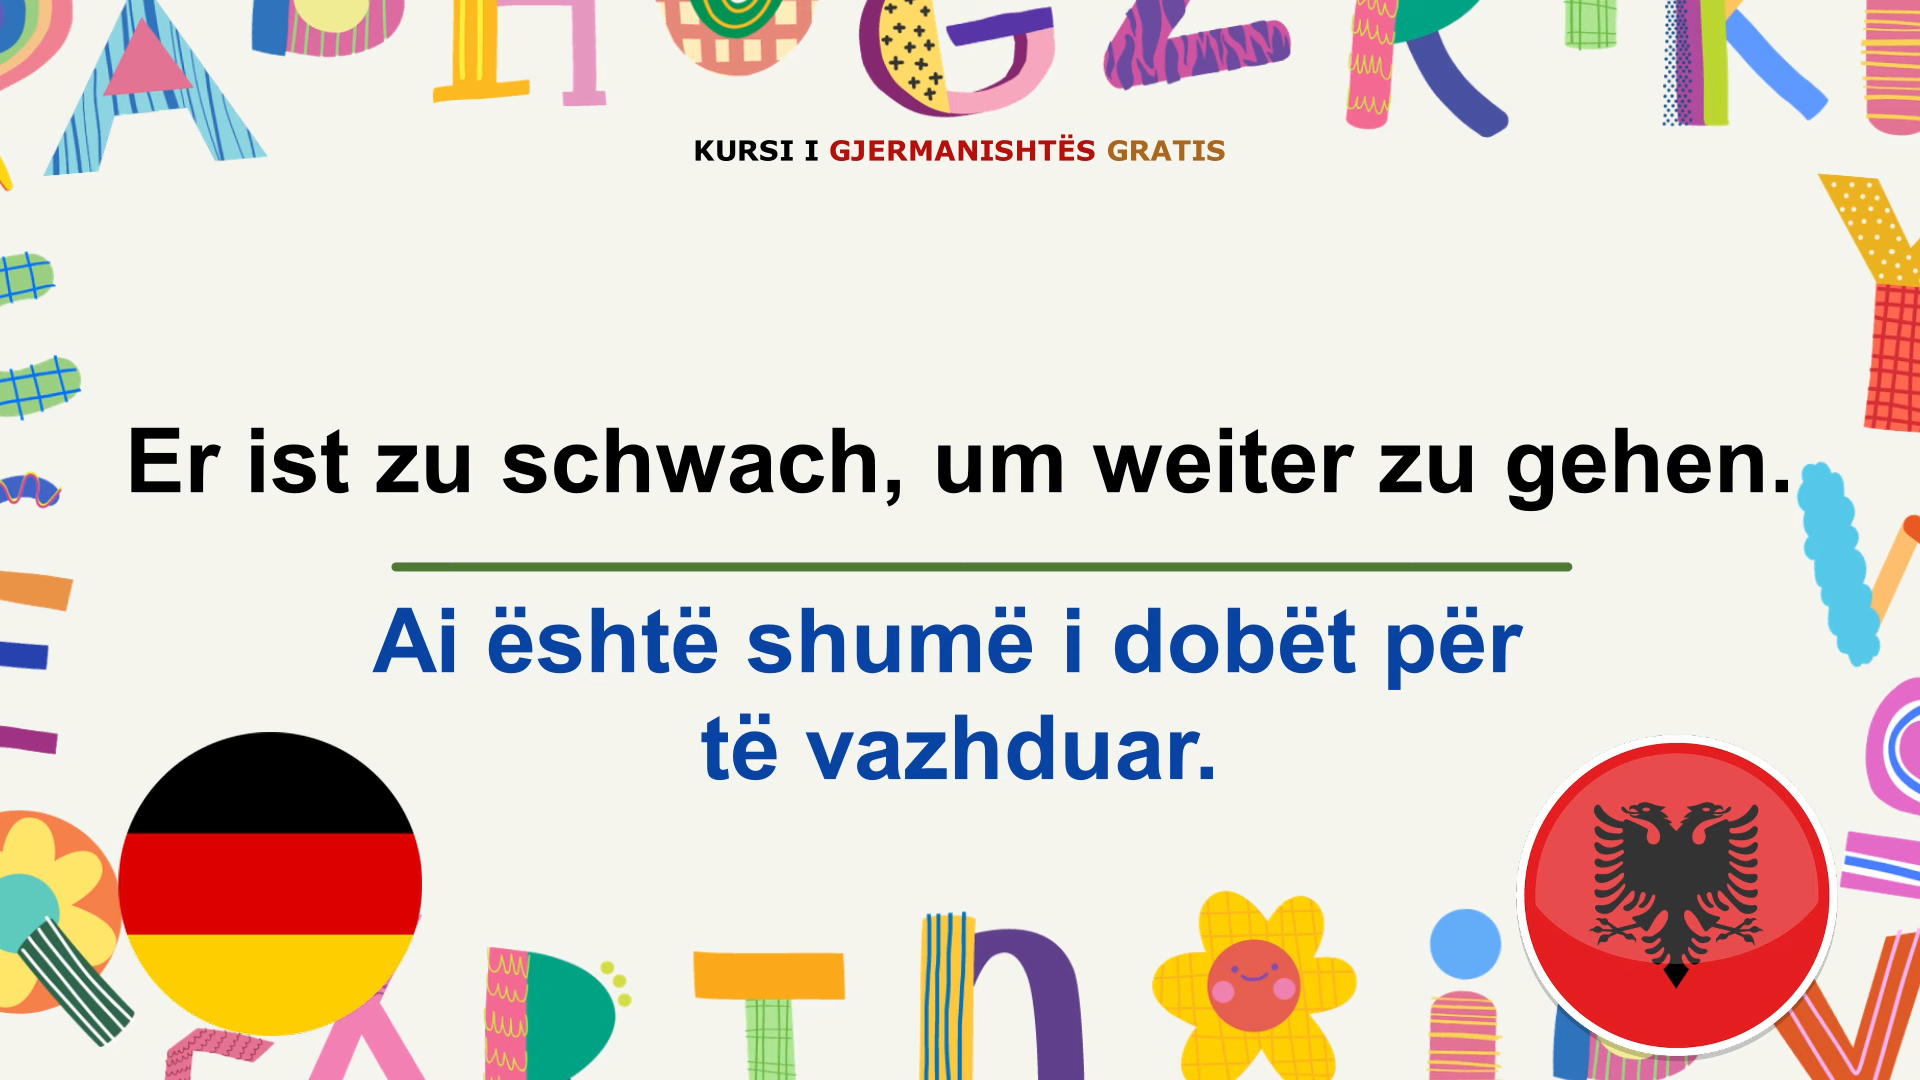 KURSI I GJERMANISHTËS GRATIS
Er ist zu schwach, um weiter zu gehen.
Ai është shumë i dobët për
të vazhduar.